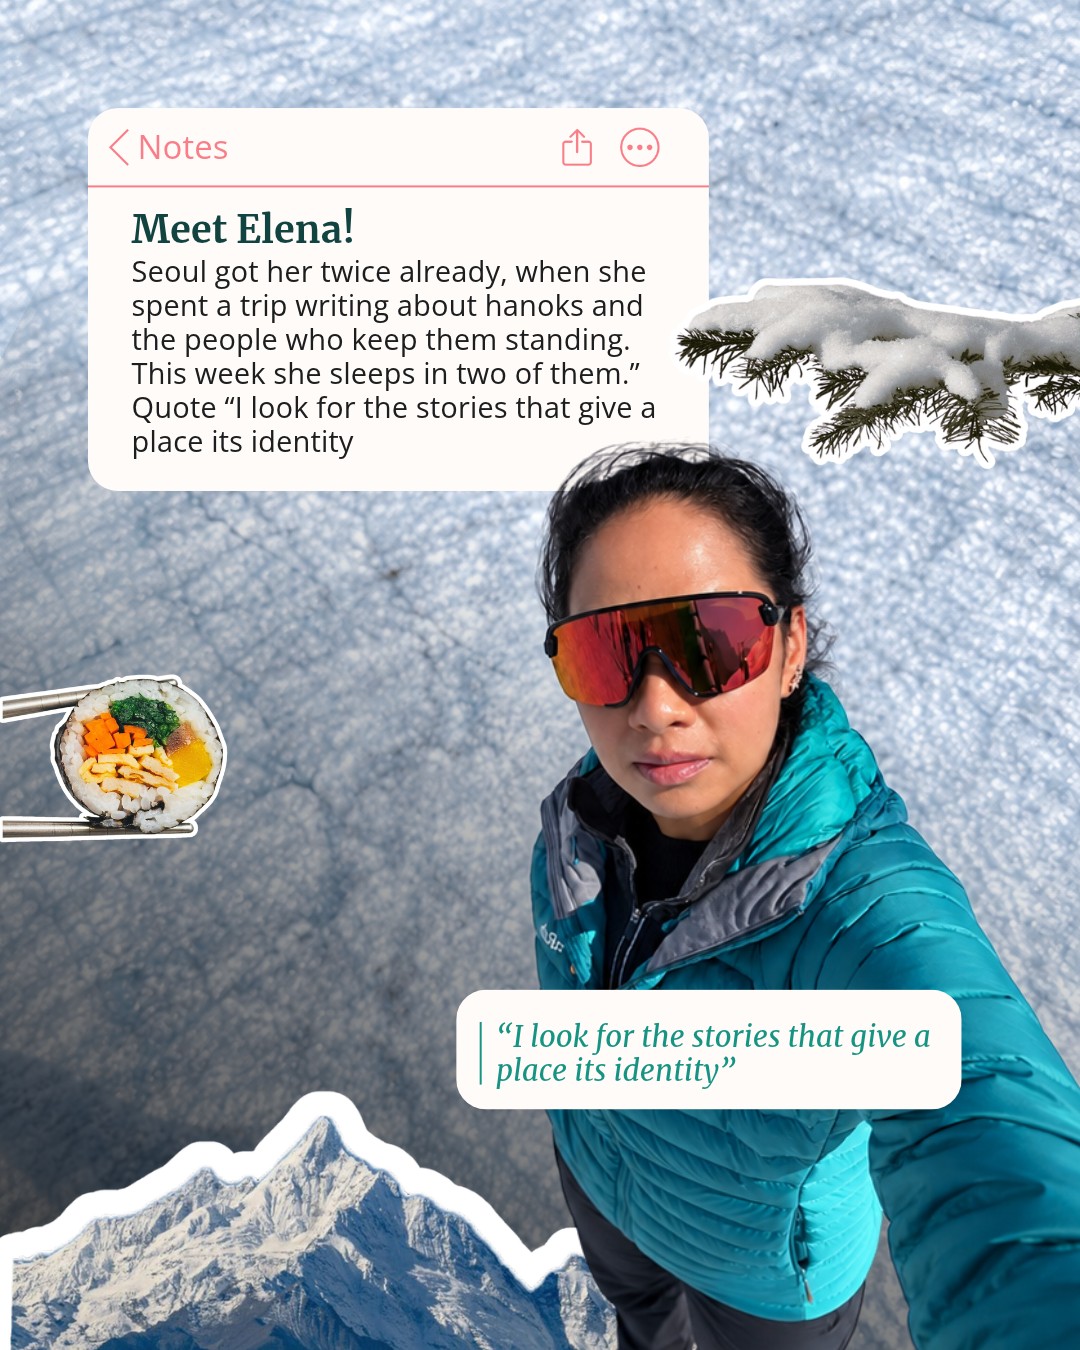 Notes
Meet Elena!
Seoul got her twice already, when she
spent a trip writing about hanoks and
the people who keep them standing.
This week she sleeps in two of them.”
Quote “I look for the stories that give a
place its identity
“I look for the stories that give a
place its identity”